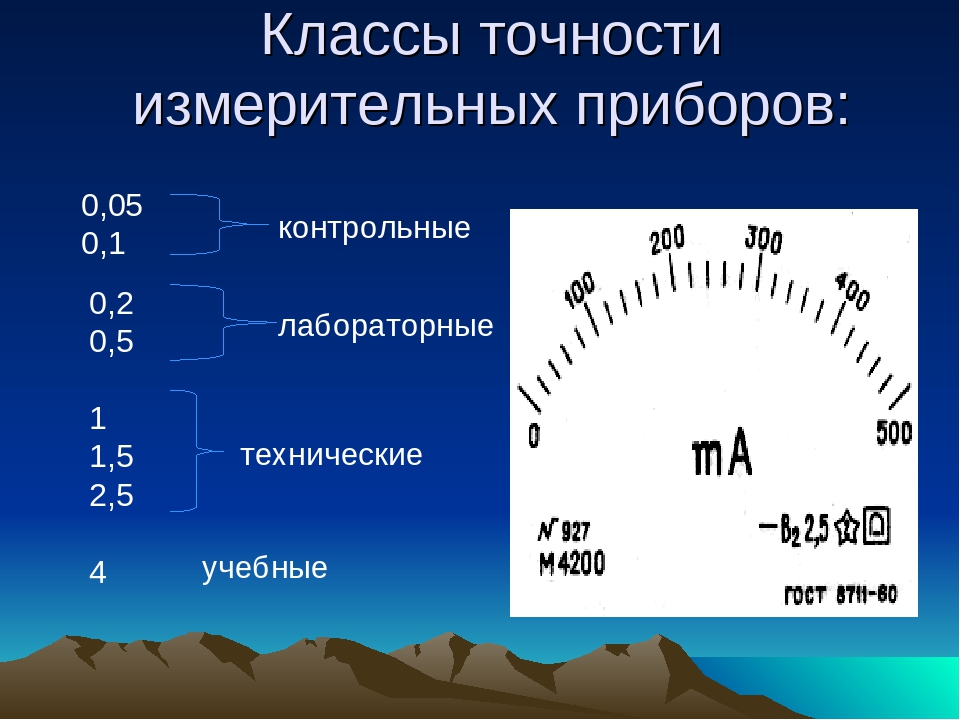 Классы точности
измерительных приборов:
0,05
0,1
контрольные
0,2
0,5
лабораторные
1
1,5
2,5
технические
4
учебные
0
100
200
300
400
500
mA
№ 927
М4200
—В₂ 2,5
ГОСТ 8711-60